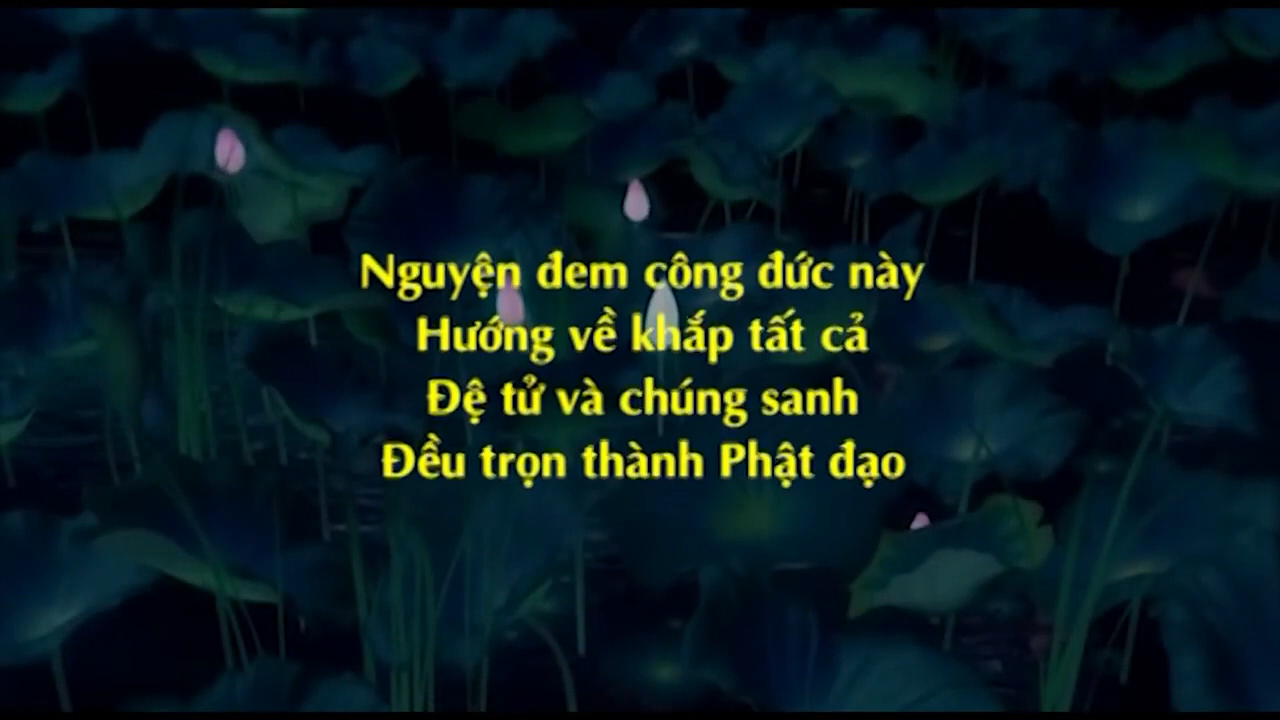 Nguyện đem công đức này
Hướng về khắp tất cả
Đệ tử và chúng sanh
Đều trọn thành Phật đạo